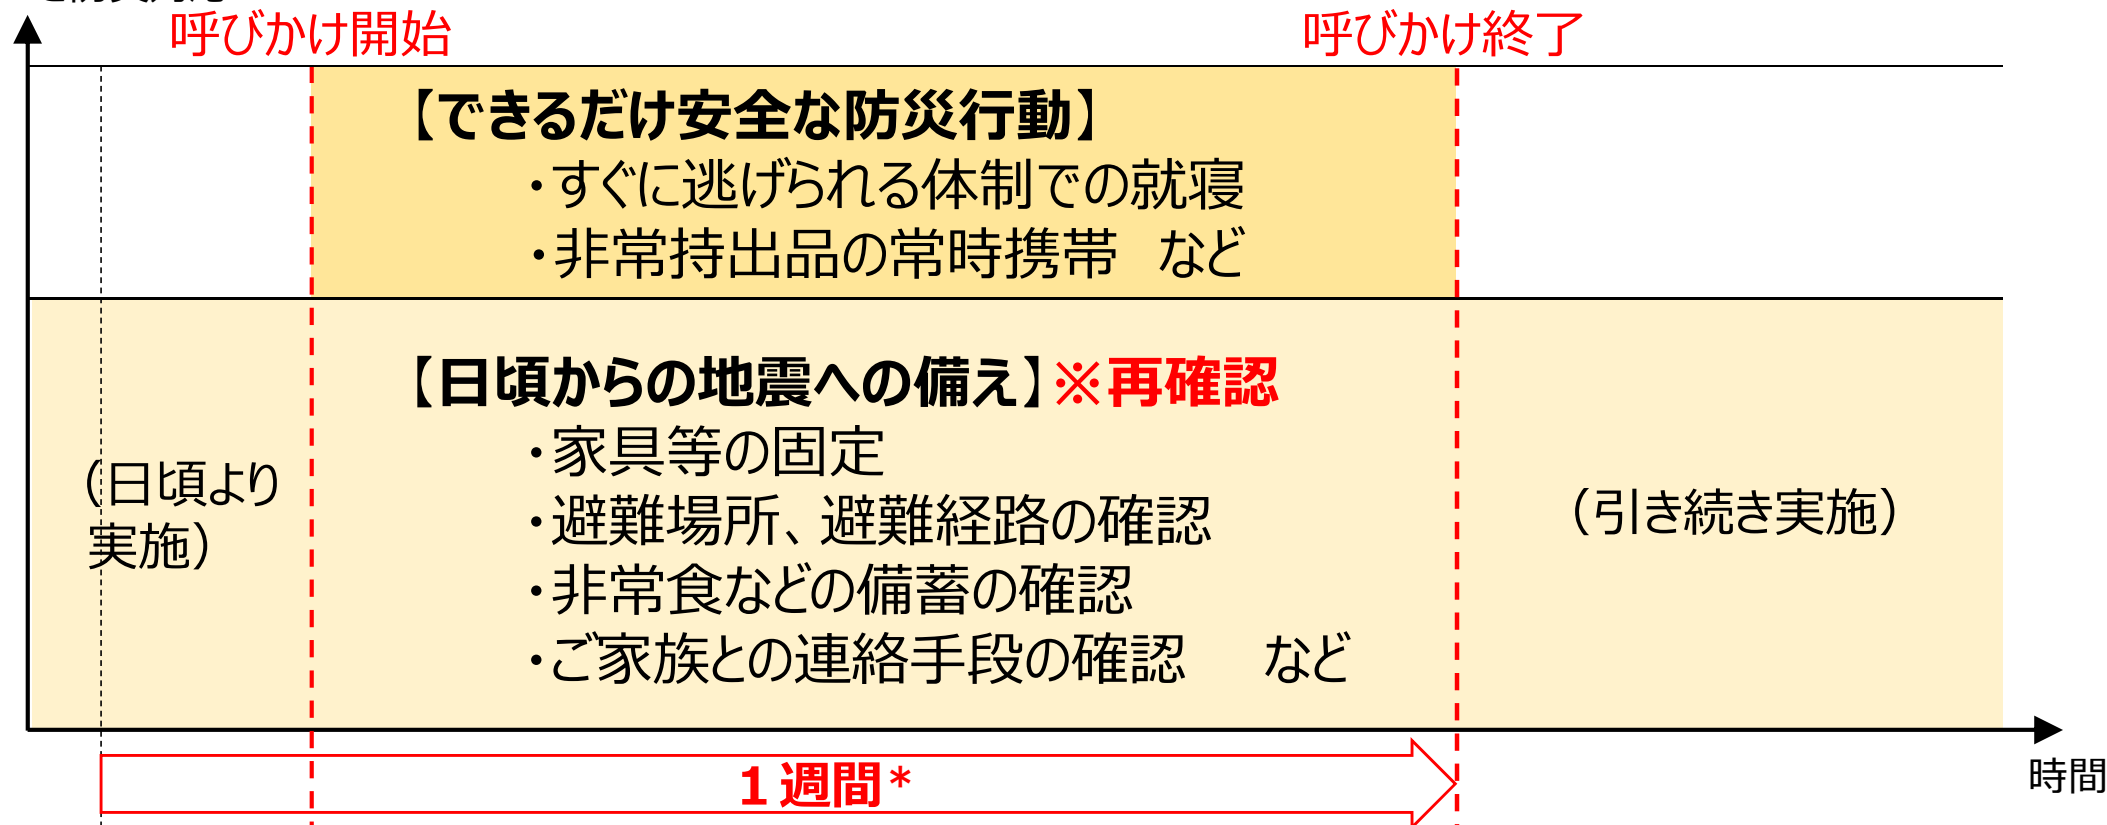 呼びかけ開始
呼びかけ終了
【できるだけ安全な防災行動】
・すぐに逃げられる体制での就寝
・非常持出品の常時携帯　など
【日頃からの地震への備え】※再確認
・家具等の固定
・避難場所、避難経路の確認
・非常食などの備蓄の確認
・ご家族との連絡手段の確認　など
（日頃より
実施）
（引き続き実施）
１週間*
時間